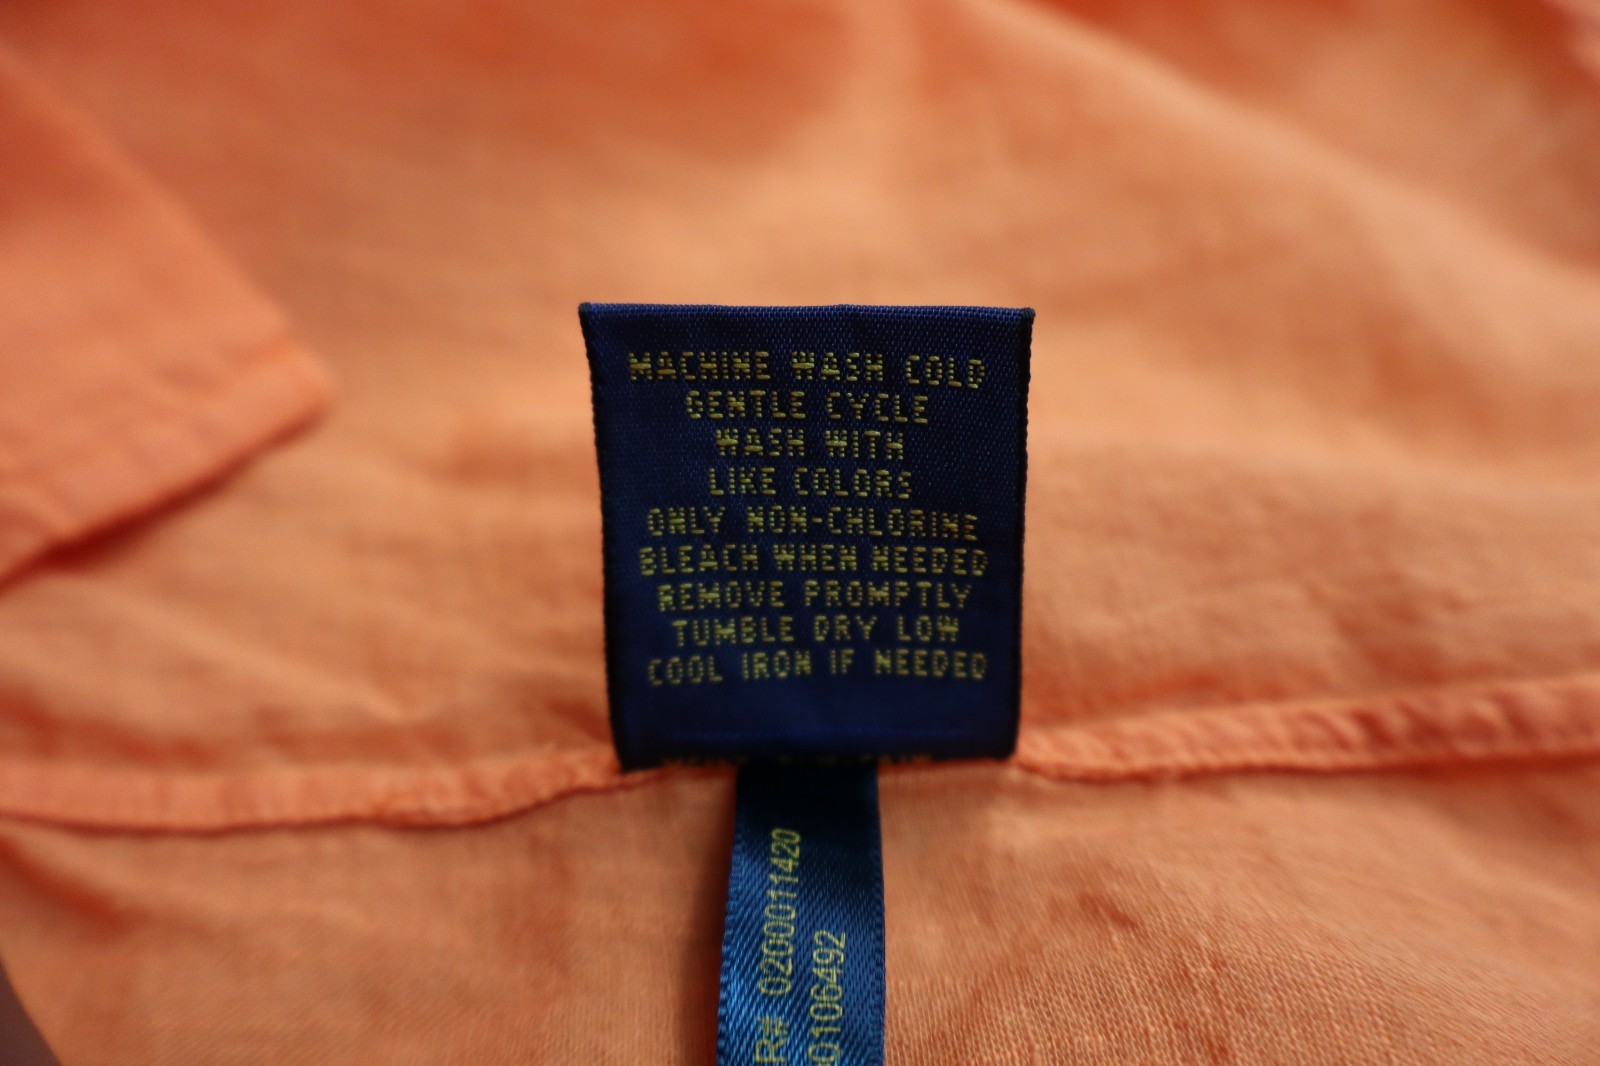 MACHINE WASH COLD
GENTLE CYCLE
WASH WITH
LIKE COLORS
ONLY NON-CHLORINE
BLEACH WHEN NEEDED
REMOVE PROMPTLY
TUMBLE DRY LOW
COOL IRON IF NEEDED
R# 0200011420
0106492